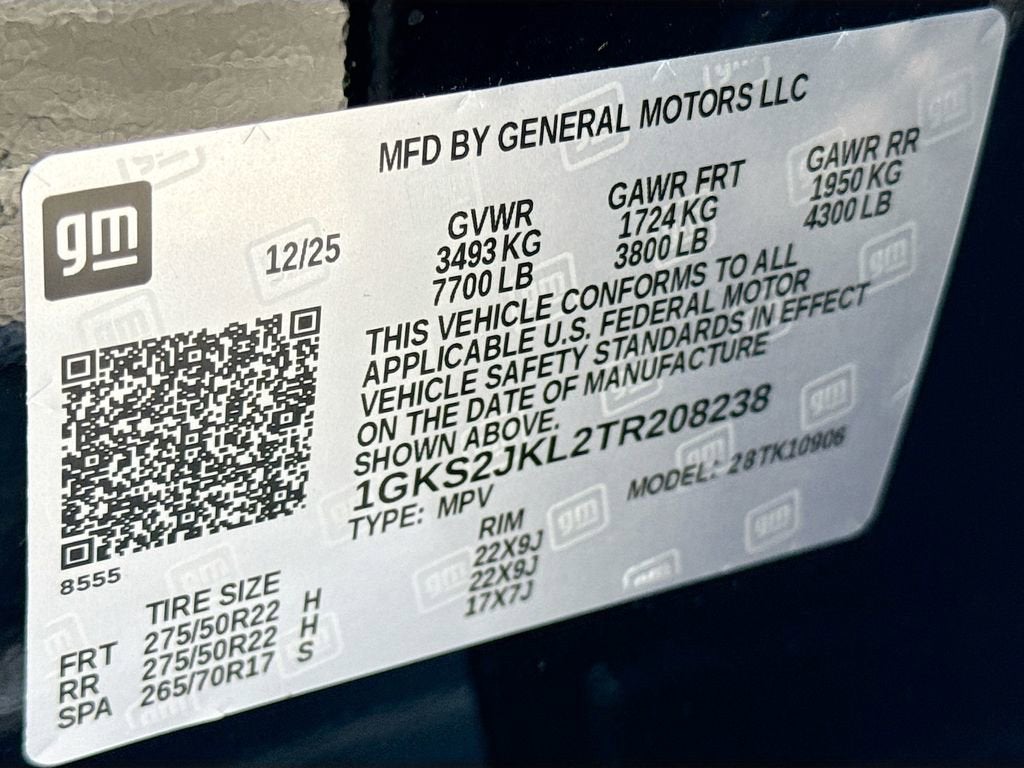 MFD BY GENERAL MOTORS LLC
gm
12/25
GVWR
3493 KG
7700 LB
GAWR FRT
1724 KG
3800 LB
GAWR RR
1950 KG
4300 LB
THIS VEHICLE CONFORMS TO ALL
APPLICABLE U.S. FEDERAL MOTOR
VEHICLE SAFETY STANDARDS IN EFFECT
ON THE DATE OF MANUFACTURE
SHOWN ABOVE.
1GKS2JKL2TR208238
TYPE: MPV
MODEL: 28TK10906
8555
TIRE SIZE RIM
FRT 275/50R22 H 22X9J
RR 275/50R22 H 22X9J
SPA 265/70R17 S 17X7J